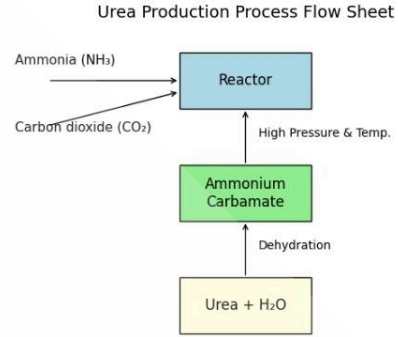 Urea Production Process Flow Sheet
Ammonia (NH₃)
Reactor
Carbon dioxide (CO₂)
High Pressure & Temp.
Ammonium
Carbamate
Dehydration
Urea + H₂O